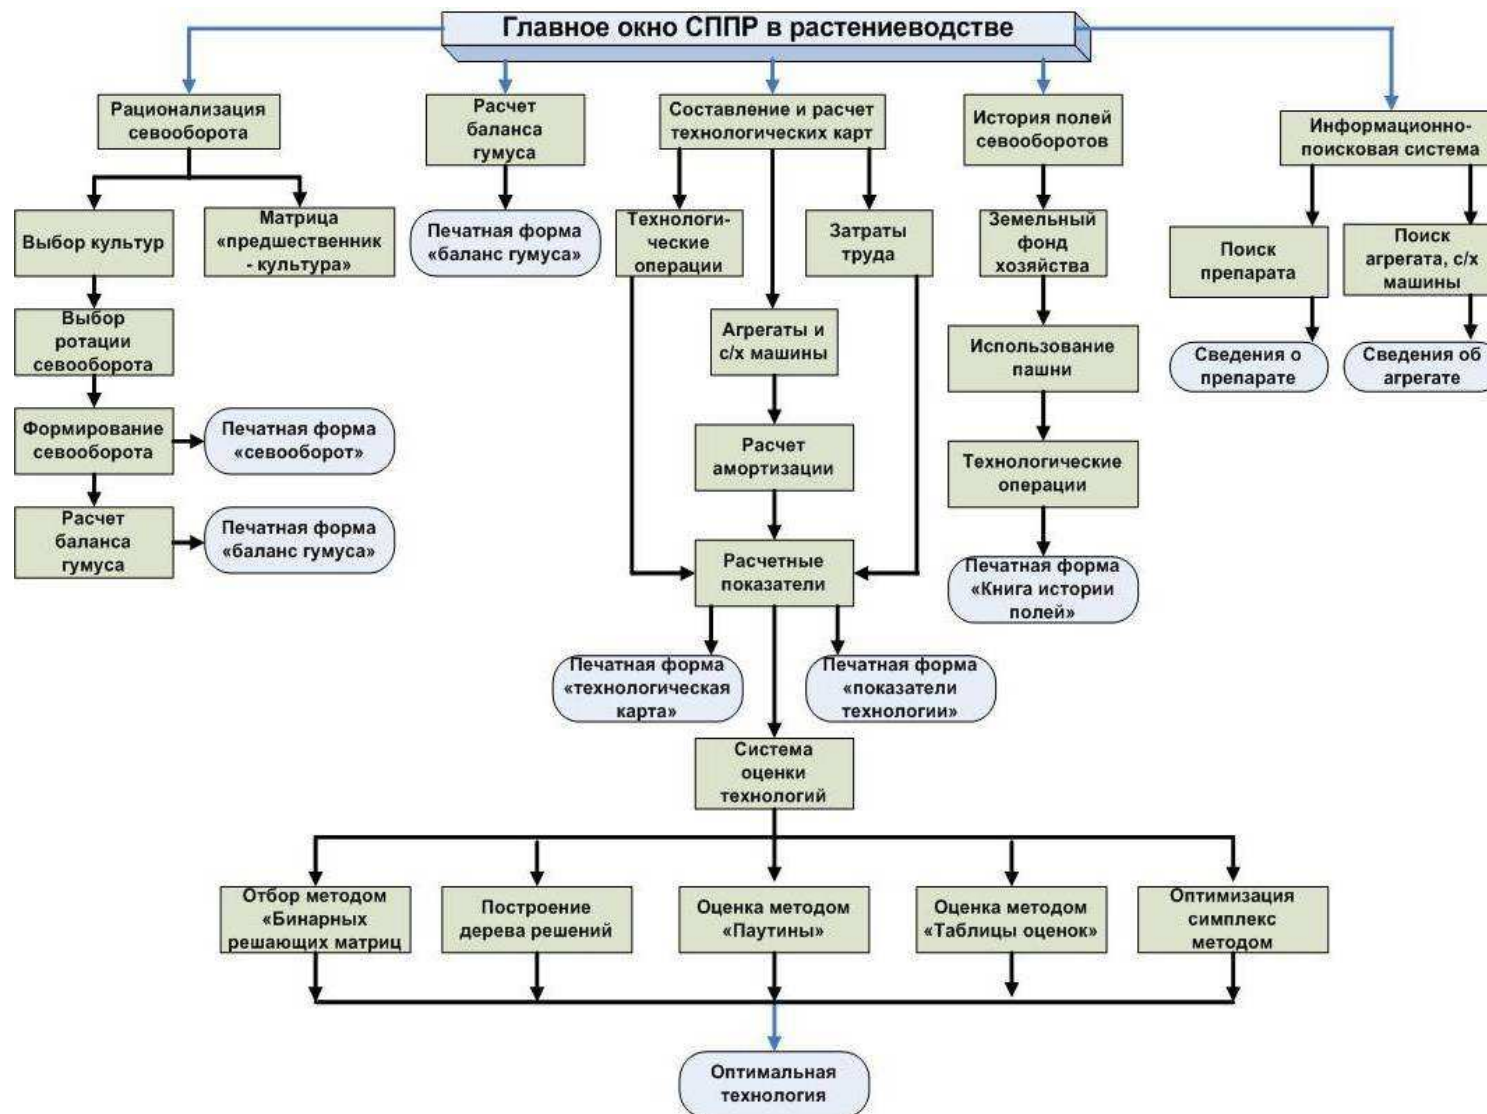 Главное окно СППР в растениеводстве
Рационализация
севооборота
Расчет
баланса
гумуса
Составление и расчет
технологических карт
История полей
севооборотов
Информационно-
поисковая система
Выбор культур
Матрица
«предшественник
- культура»
Печатная форма
«баланс гумуса»
Технологи-
ческие
операции
Затраты
труда
Земельный
фонд
хозяйства
Поиск
препарата
Поиск
агрегата, с/х
машины
Выбор
ротации
севооборота
Агрегаты и
с/х машины
Использование
пашни
Сведения о
препарате
Сведения об
агрегате
Формирование
севооборота
Печатная форма
«севооборот»
Расчет
амортизации
Технологические
операции
Расчет
баланса
гумуса
Печатная форма
«баланс гумуса»
Расчетные
показатели
Печатная форма
«Книга истории
полей»
Печатная форма
«технологическая
карта»
Печатная форма
«показатели
технологии»
Система
оценки
технологий
Отбор методом
«Бинарных
решающих матриц
Построение
дерева решений
Оценка методом
«Паутины»
Оценка методом
«Таблицы оценок»
Оптимизация
симплекс
методом
Оптимальная
технология